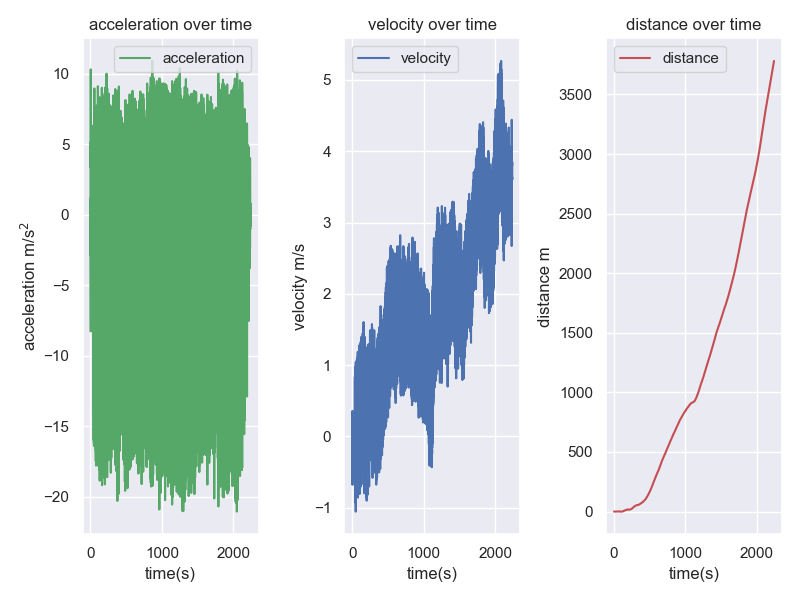 acceleration over time
acceleration
10
5
0
−5
−10
−15
−20
acceleration m/s²
0
1000
2000
time(s)
velocity over time
velocity
5
4
3
2
1
0
−1
velocity m/s
0
1000
2000
time(s)
distance over time
distance
3500
3000
2500
2000
1500
1000
500
0
distance m
0
1000
2000
time(s)